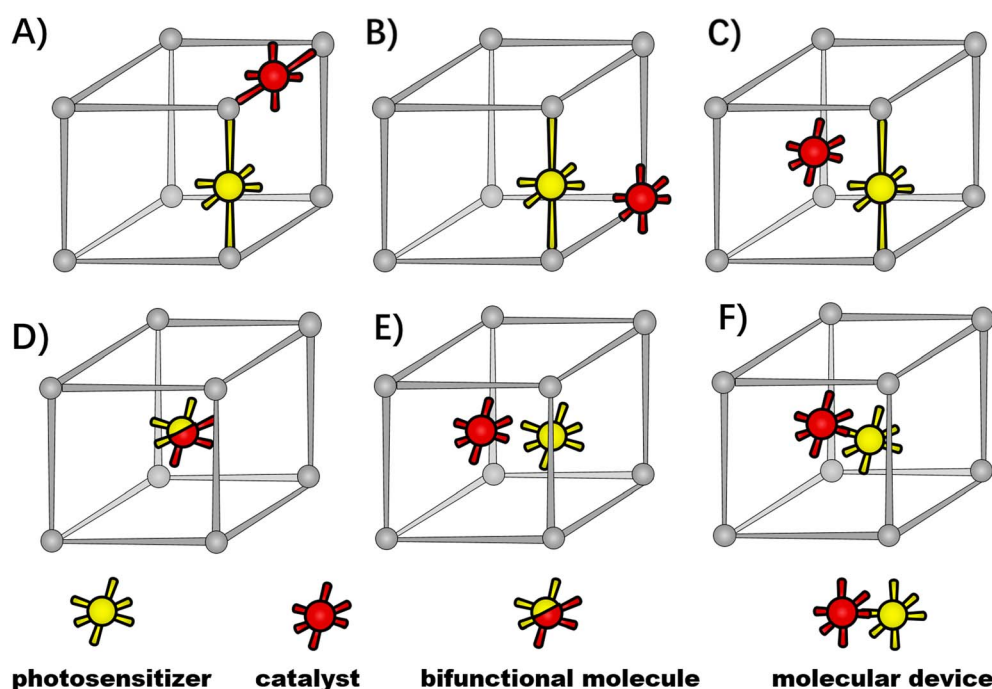 A)
B)
C)
D)
E)
F)
photosensitizer
catalyst
bifunctional molecule
molecular device